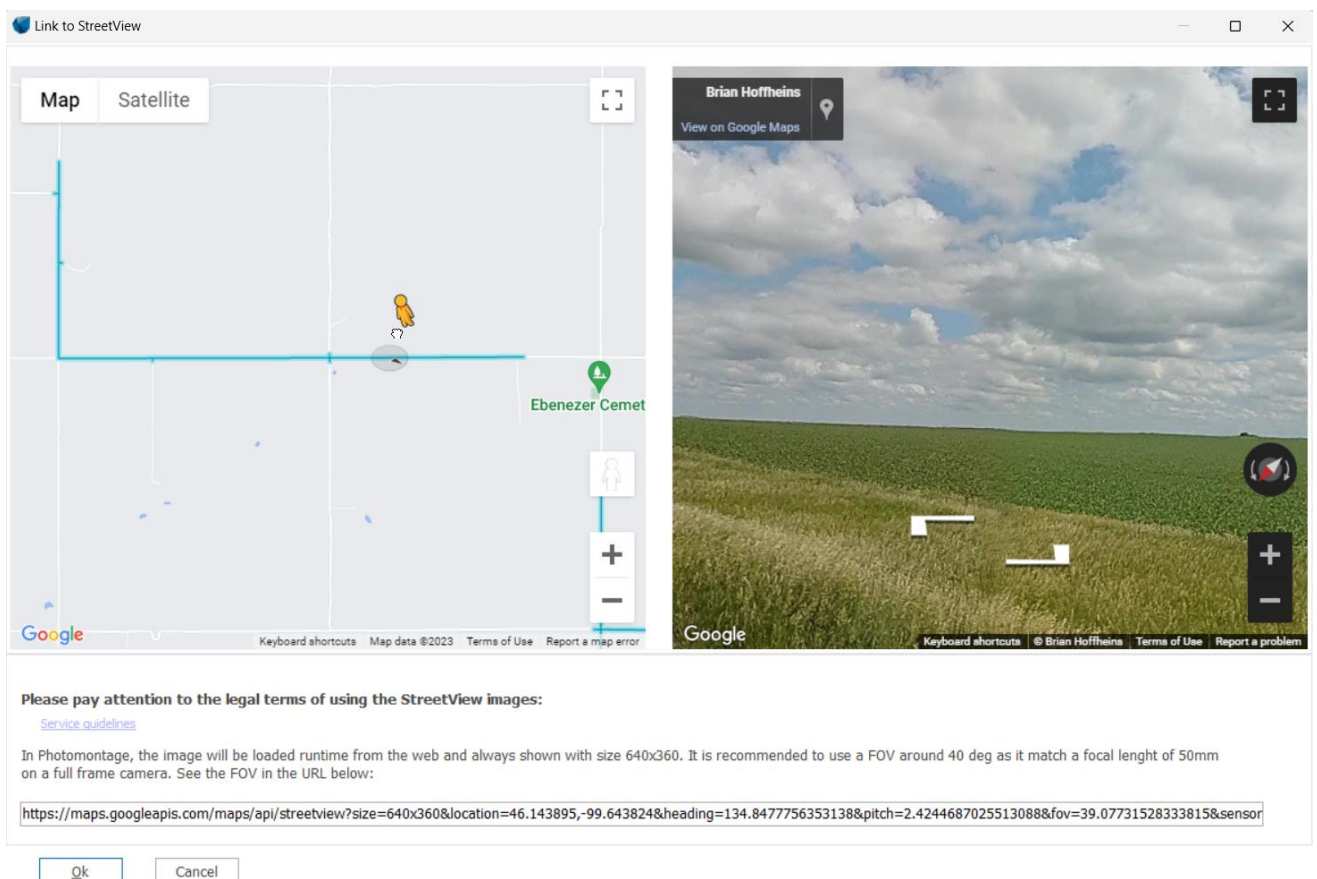 Link to StreetView
Map Satellite
Ebenezer Cemet
Google
Keyboard shortcuts Map data ©2023 Terms of Use Report a map error
Brian Hoffheins
View on Google Maps
Google
Keyboard shortcuts © Brian Hoffheins Terms of Use Report a problem
Please pay attention to the legal terms of using the StreetView images:
Service guidelines
In Photomontage, the image will be loaded runtime from the web and always shown with size 640x360. It is recommended to use a FOV around 40 deg as it match a focal lenght of 50mm
on a full frame camera. See the FOV in the URL below:
https://maps.googleapis.com/maps/api/streetview?size=640x360&location=46.143895,-99.643824&heading=134.8477756353138&pitch=2.4244687025513088&fov=39.07731528333815&sensor
Ok Cancel